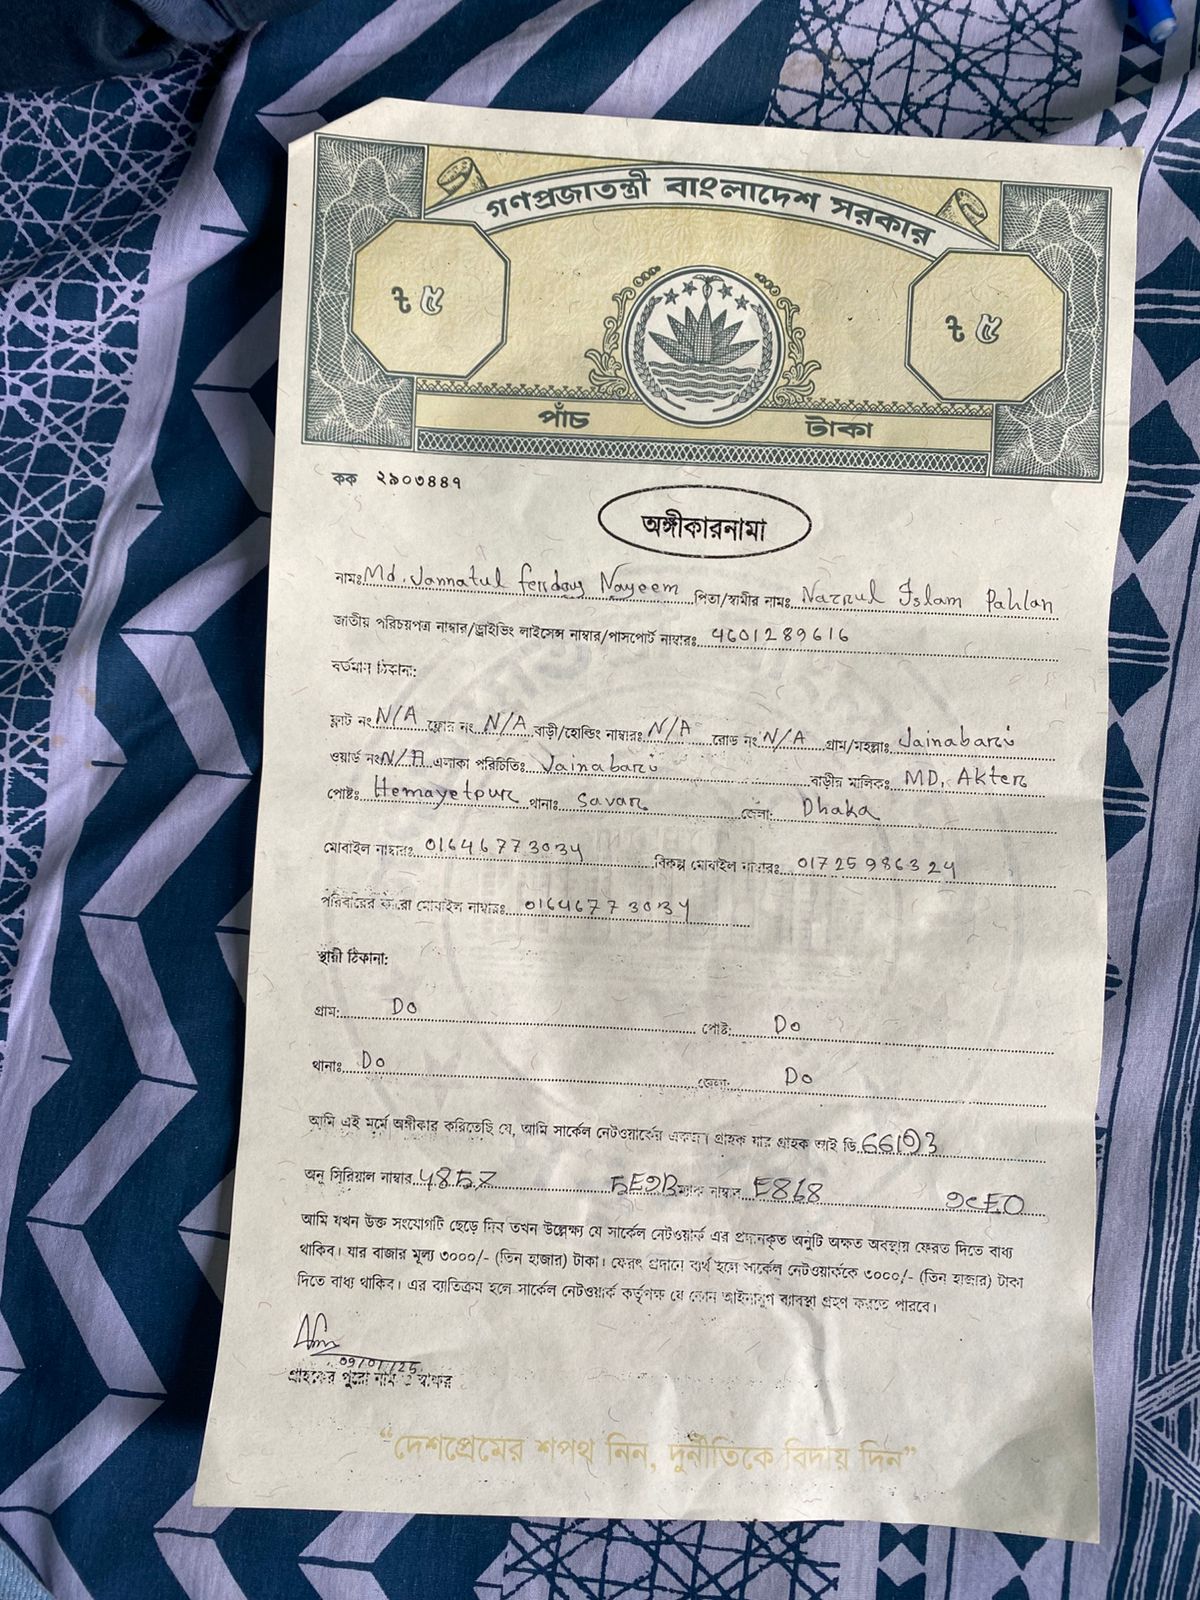 গণপ্রজাতন্ত্রী বাংলাদেশ সরকার
৳ ৫ ৳ ৫
পাঁচ টাকা
কক ২৯০৩৪৪৭
অঙ্গীকারনামা
নামঃ Md. Jannatul ferdous Nayeem পিতা/স্বামীর নামঃ Nazrul Islam Pahlan
জাতীয় পরিচয়পত্র নাম্বার/ড্রাইভিং লাইসেন্স নাম্বার/পাসপোর্ট নাম্বারঃ 4601289616
বর্তমান ঠিকানা:
ফ্লাট নং N/A ফ্লোর নং N/A বাড়ী/হোল্ডিং নাম্বারঃ N/A রোড নং N/A গ্রাম/মহল্লাঃ Jainabari
ওয়ার্ড নং N/A এলাকা পরিচিতিঃ Jainabari বাড়ীর মালিকঃ MD. Akter
পোষ্টঃ Hemayetpur থানাঃ Savar জেলা: Dhaka
মোবাইল নাম্বারঃ 01646773034 বিকল্প মোবাইল নাম্বারঃ 01725986324
পরিবারের কারো মোবাইল নাম্বারঃ 01646773034
স্থায়ী ঠিকানা:
গ্রাম: Do পোষ্ট: Do
থানাঃ Do জেলা: Do
আমি এই মর্মে অঙ্গীকার করিতেছি যে, আমি সার্কেল নেটওয়ার্কের একজন গ্রাহক যার গ্রাহক আই ডি
অনু সিরিয়াল নাম্বার 4857 5E9B ম্যাক নাম্বার E868 9CE0
আমি যখন উক্ত সংযোগটি ছেড়ে দিব তখন উল্লেক্ষ্য যে সার্কেল নেটওয়ার্ক এর প্রদানকৃত অনুটি অক্ষত অবস্থায় ফেরত দিতে বাধ্য
থাকিব। যার বাজার মূল্য ৩০০০/- (তিন হাজার) টাকা। ফেরৎ প্রদানে ব্যর্থ হলে সার্কেল নেটওয়ার্ককে ৩০০০/- (তিন হাজার) টাকা
দিতে বাধ্য থাকিব। এর ব্যতিক্রম হলে সার্কেল নেটওয়ার্ক কর্তৃপক্ষ যে কোন আইনানুগ ব্যাবস্থা গ্রহণ করতে পারবে।
09/01/25
গ্রাহকের পুরো নাম ও স্বাক্ষর
“দেশপ্রেমের শপথ নিন, দুর্নীতিকে বিদায় দিন”